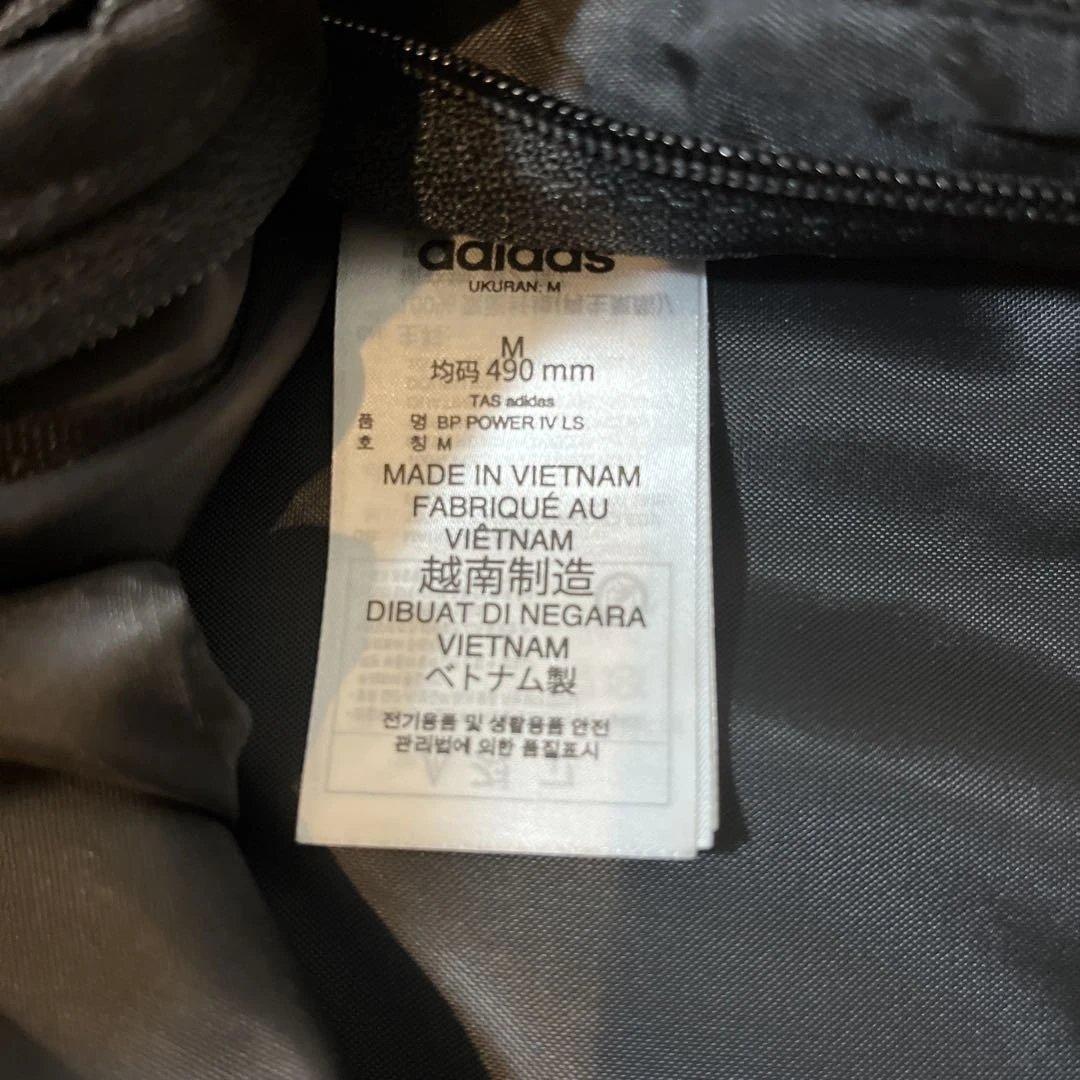 adidas
UKURAN: M
M
均码 490 mm
TAS adidas
품 명 BP POWER IV LS
호 칭 M
MADE IN VIETNAM
FABRIQUÉ AU
VIÊTNAM
越南制造
DIBUAT DI NEGARA
VIETNAM
ベトナム製
전기용품 및 생활용품 안전
관리법에 의한 품질표시